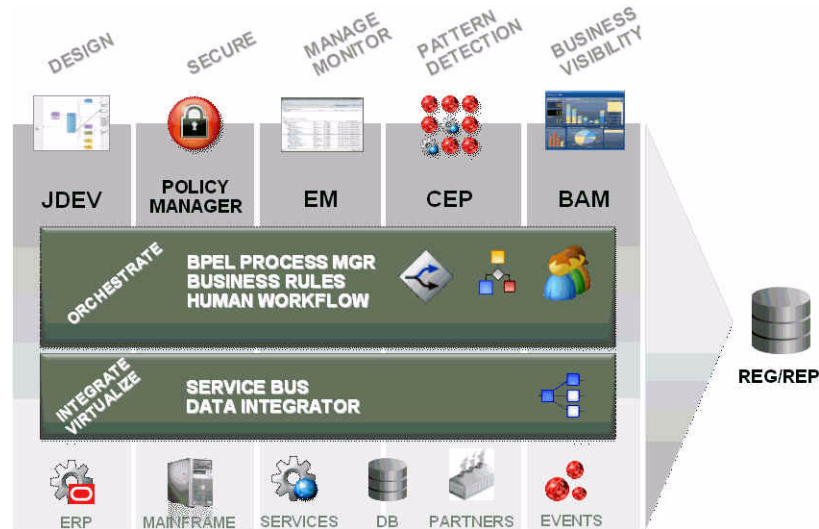 DESIGN
SECURE
MANAGE
MONITOR
PATTERN
DETECTION
BUSINESS
VISIBILITY
JDEV
POLICY
MANAGER
EM
CEP
BAM
ORCHESTRATE
BPEL PROCESS MGR
BUSINESS RULES
HUMAN WORKFLOW
INTEGRATE
VIRTUALIZE
SERVICE BUS
DATA INTEGRATOR
REG/REP
ERP
MAINFRAME
SERVICES
DB
PARTNERS
EVENTS